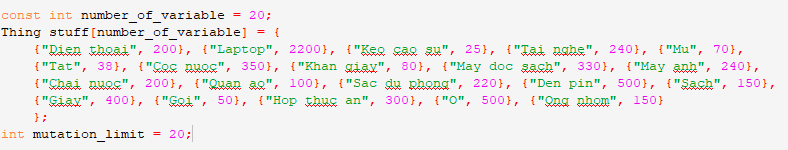 const int number_of_variable = 20;
Thing stuff[number_of_variable] = {
{"Dien thoai", 200}, {"Laptop", 2200}, {"Keo cao su", 25}, {"Tai nghe", 240}, {"Mu", 70},
{"Tat", 38}, {"Coc nuoc", 350}, {"Khan giay", 80}, {"May doc sach", 330}, {"May anh", 240},
{"Chai nuoc", 200}, {"Quan ao", 100}, {"Sac du phong", 220}, {"Den pin", 500}, {"Sach", 150},
{"Giay", 400}, {"Goi", 50}, {"Hop thuc an", 300}, {"O", 500}, {"Ong nhom", 150}
};
int mutation_limit = 20;